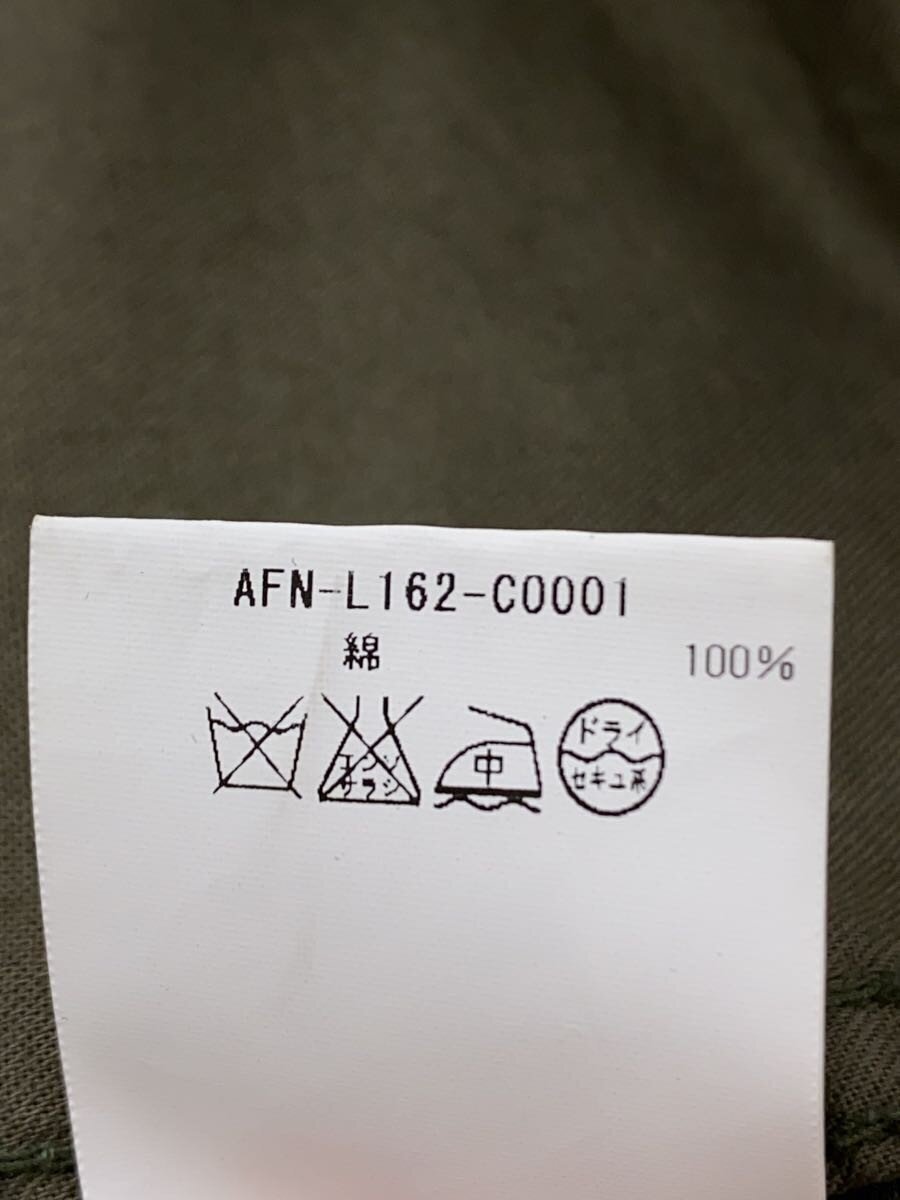 AFN-L162-C0001
綿 100%
エンソ サラシ 中 ドライ セキユ系